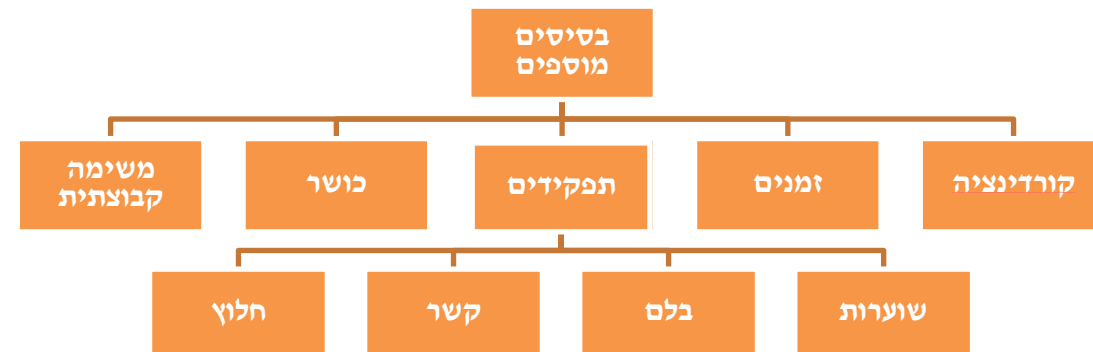 בסיסים
מוספים
קורדינציה
זמנים
תפקידים
כושר
משימה
קבוצתית
שוערות
בלם
קשר
חלוץ